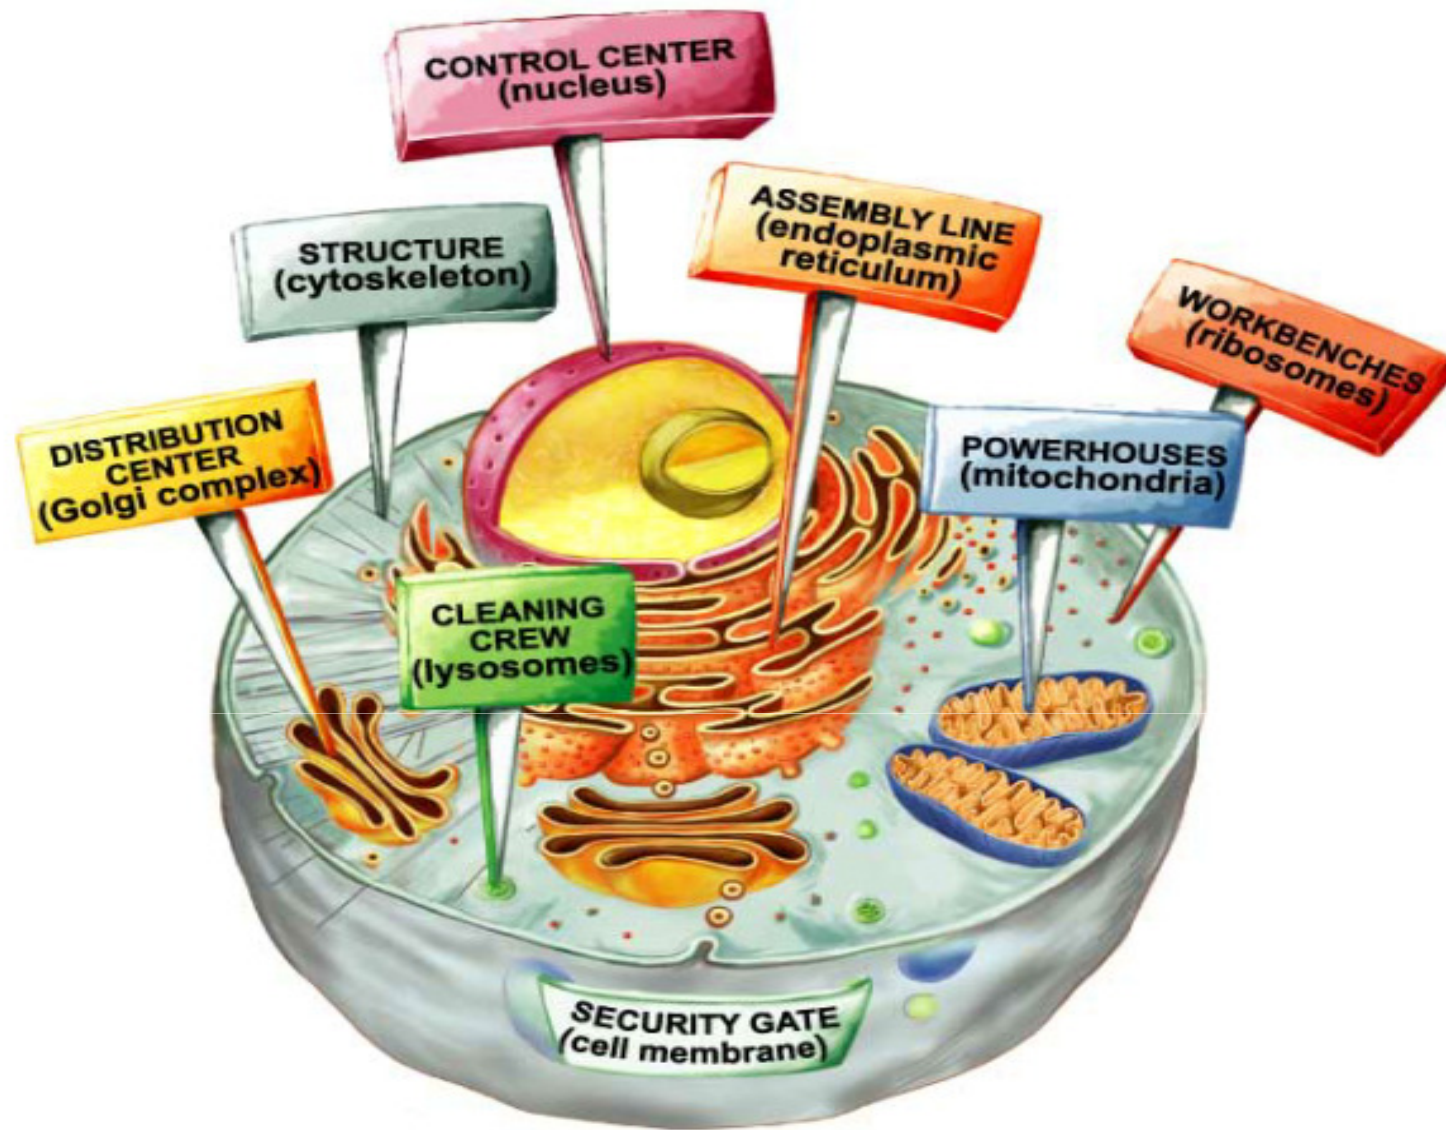 CONTROL CENTER
(nucleus)
ASSEMBLY LINE
(endoplasmic
reticulum)
STRUCTURE
(cytoskeleton)
WORKBENCHES
(ribosomes)
DISTRIBUTION
CENTER
(Golgi complex)
POWERHOUSES
(mitochondria)
CLEANING
CREW
(lysosomes)
SECURITY GATE
(cell membrane)